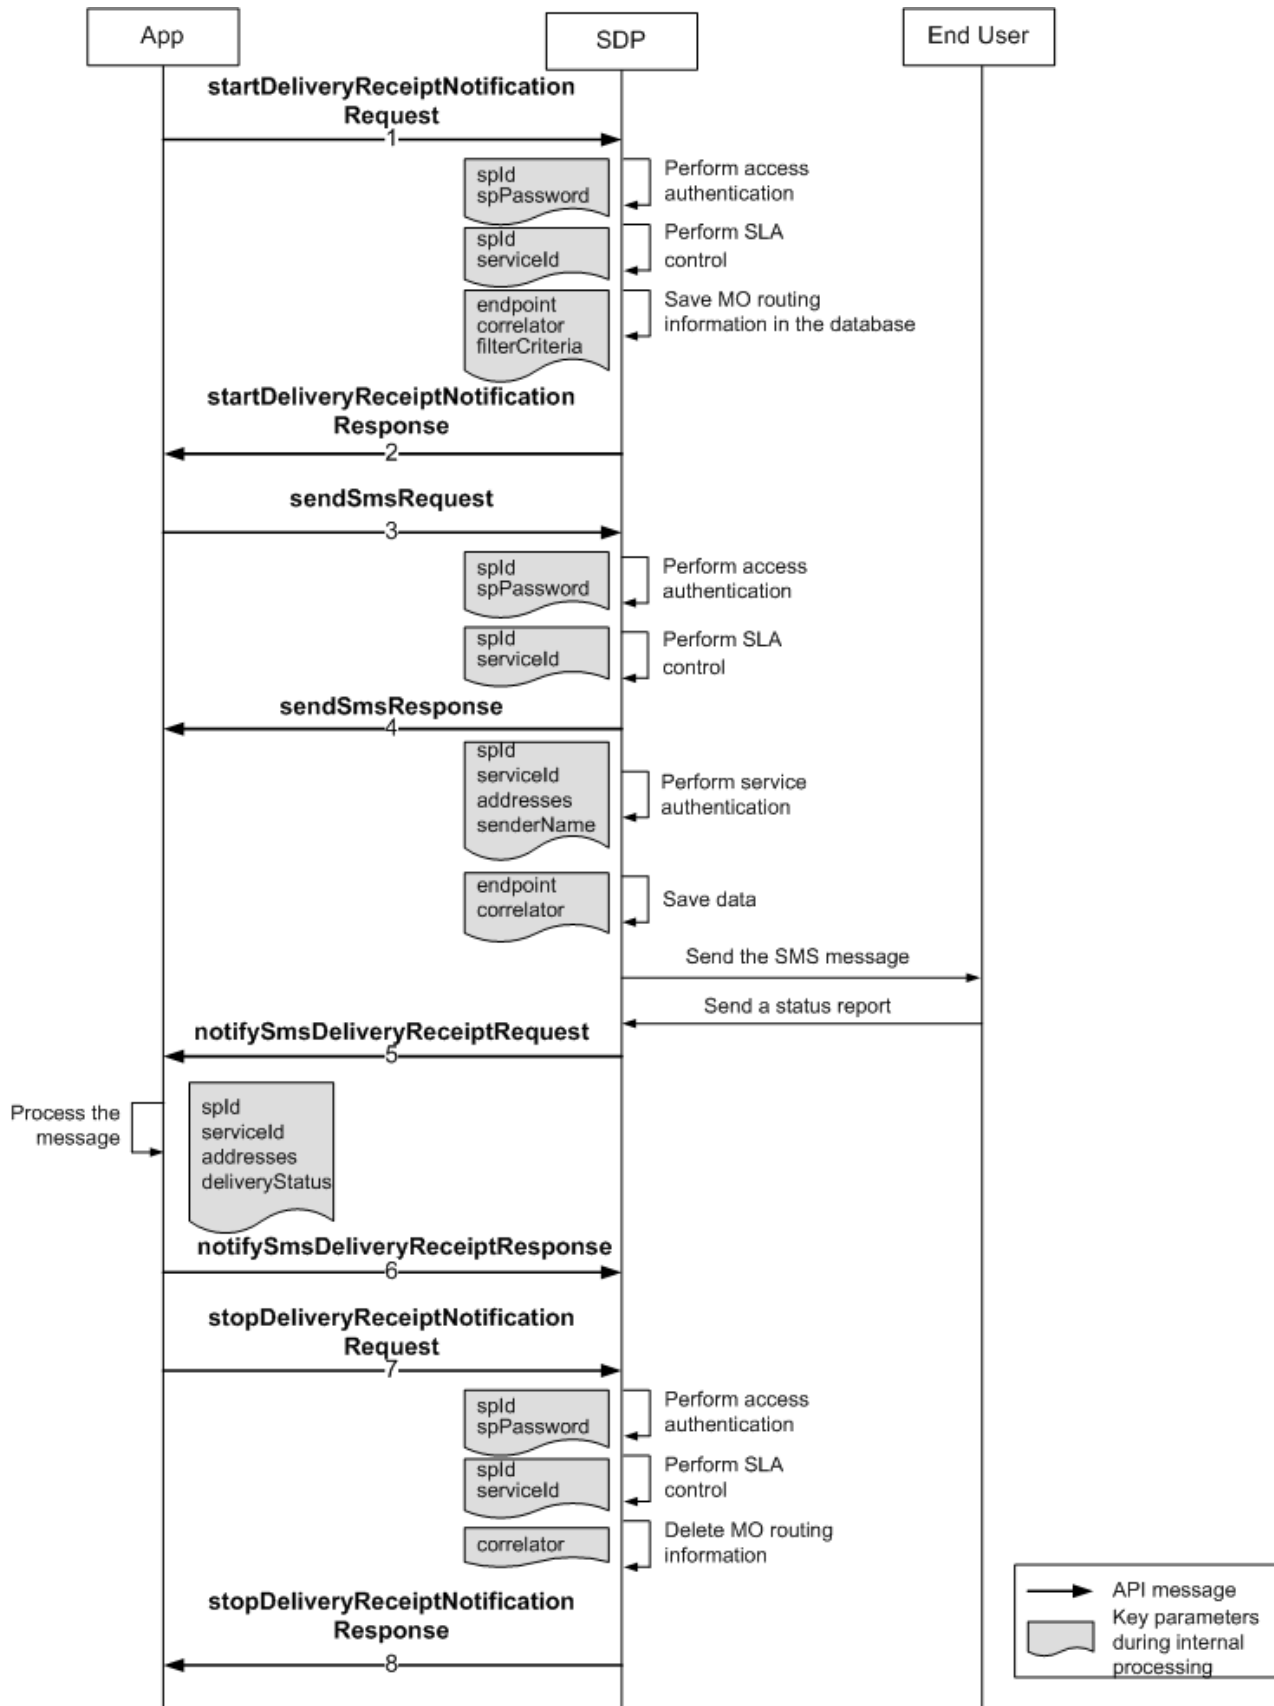 App
SDP
End User
startDeliveryReceiptNotification
Request
1
spId
spPassword
Perform access
authentication
spId
serviceId
Perform SLA
control
endpoint
correlator
filterCriteria
Save MO routing
information in the database
startDeliveryReceiptNotification
Response
2
sendSmsRequest
3
spId
spPassword
Perform access
authentication
spId
serviceId
Perform SLA
control
sendSmsResponse
4
spId
serviceId
addresses
senderName
Perform service
authentication
endpoint
correlator
Save data
Send the SMS message
Send a status report
notifySmsDeliveryReceiptRequest
5
Process the
message
spId
serviceId
addresses
deliveryStatus
notifySmsDeliveryReceiptResponse
6
stopDeliveryReceiptNotification
Request
7
spId
spPassword
Perform access
authentication
spId
serviceId
Perform SLA
control
correlator
Delete MO routing
information
stopDeliveryReceiptNotification
Response
8
API message
Key parameters
during internal
processing